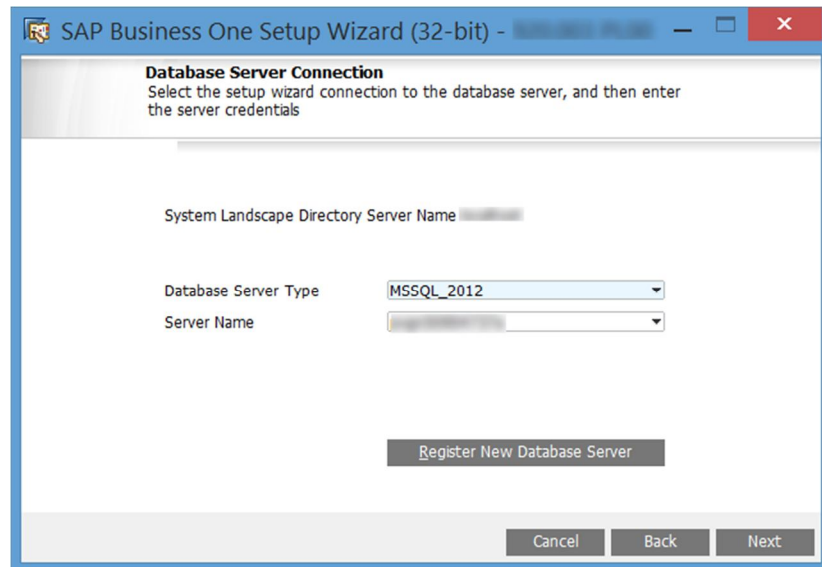 SAP Business One Setup Wizard (32-bit) -
Database Server Connection
Select the setup wizard connection to the database server, and then enter
the server credentials
System Landscape Directory Server Name
Database Server Type MSSQL_2012
Server Name
Register New Database Server
Cancel Back Next